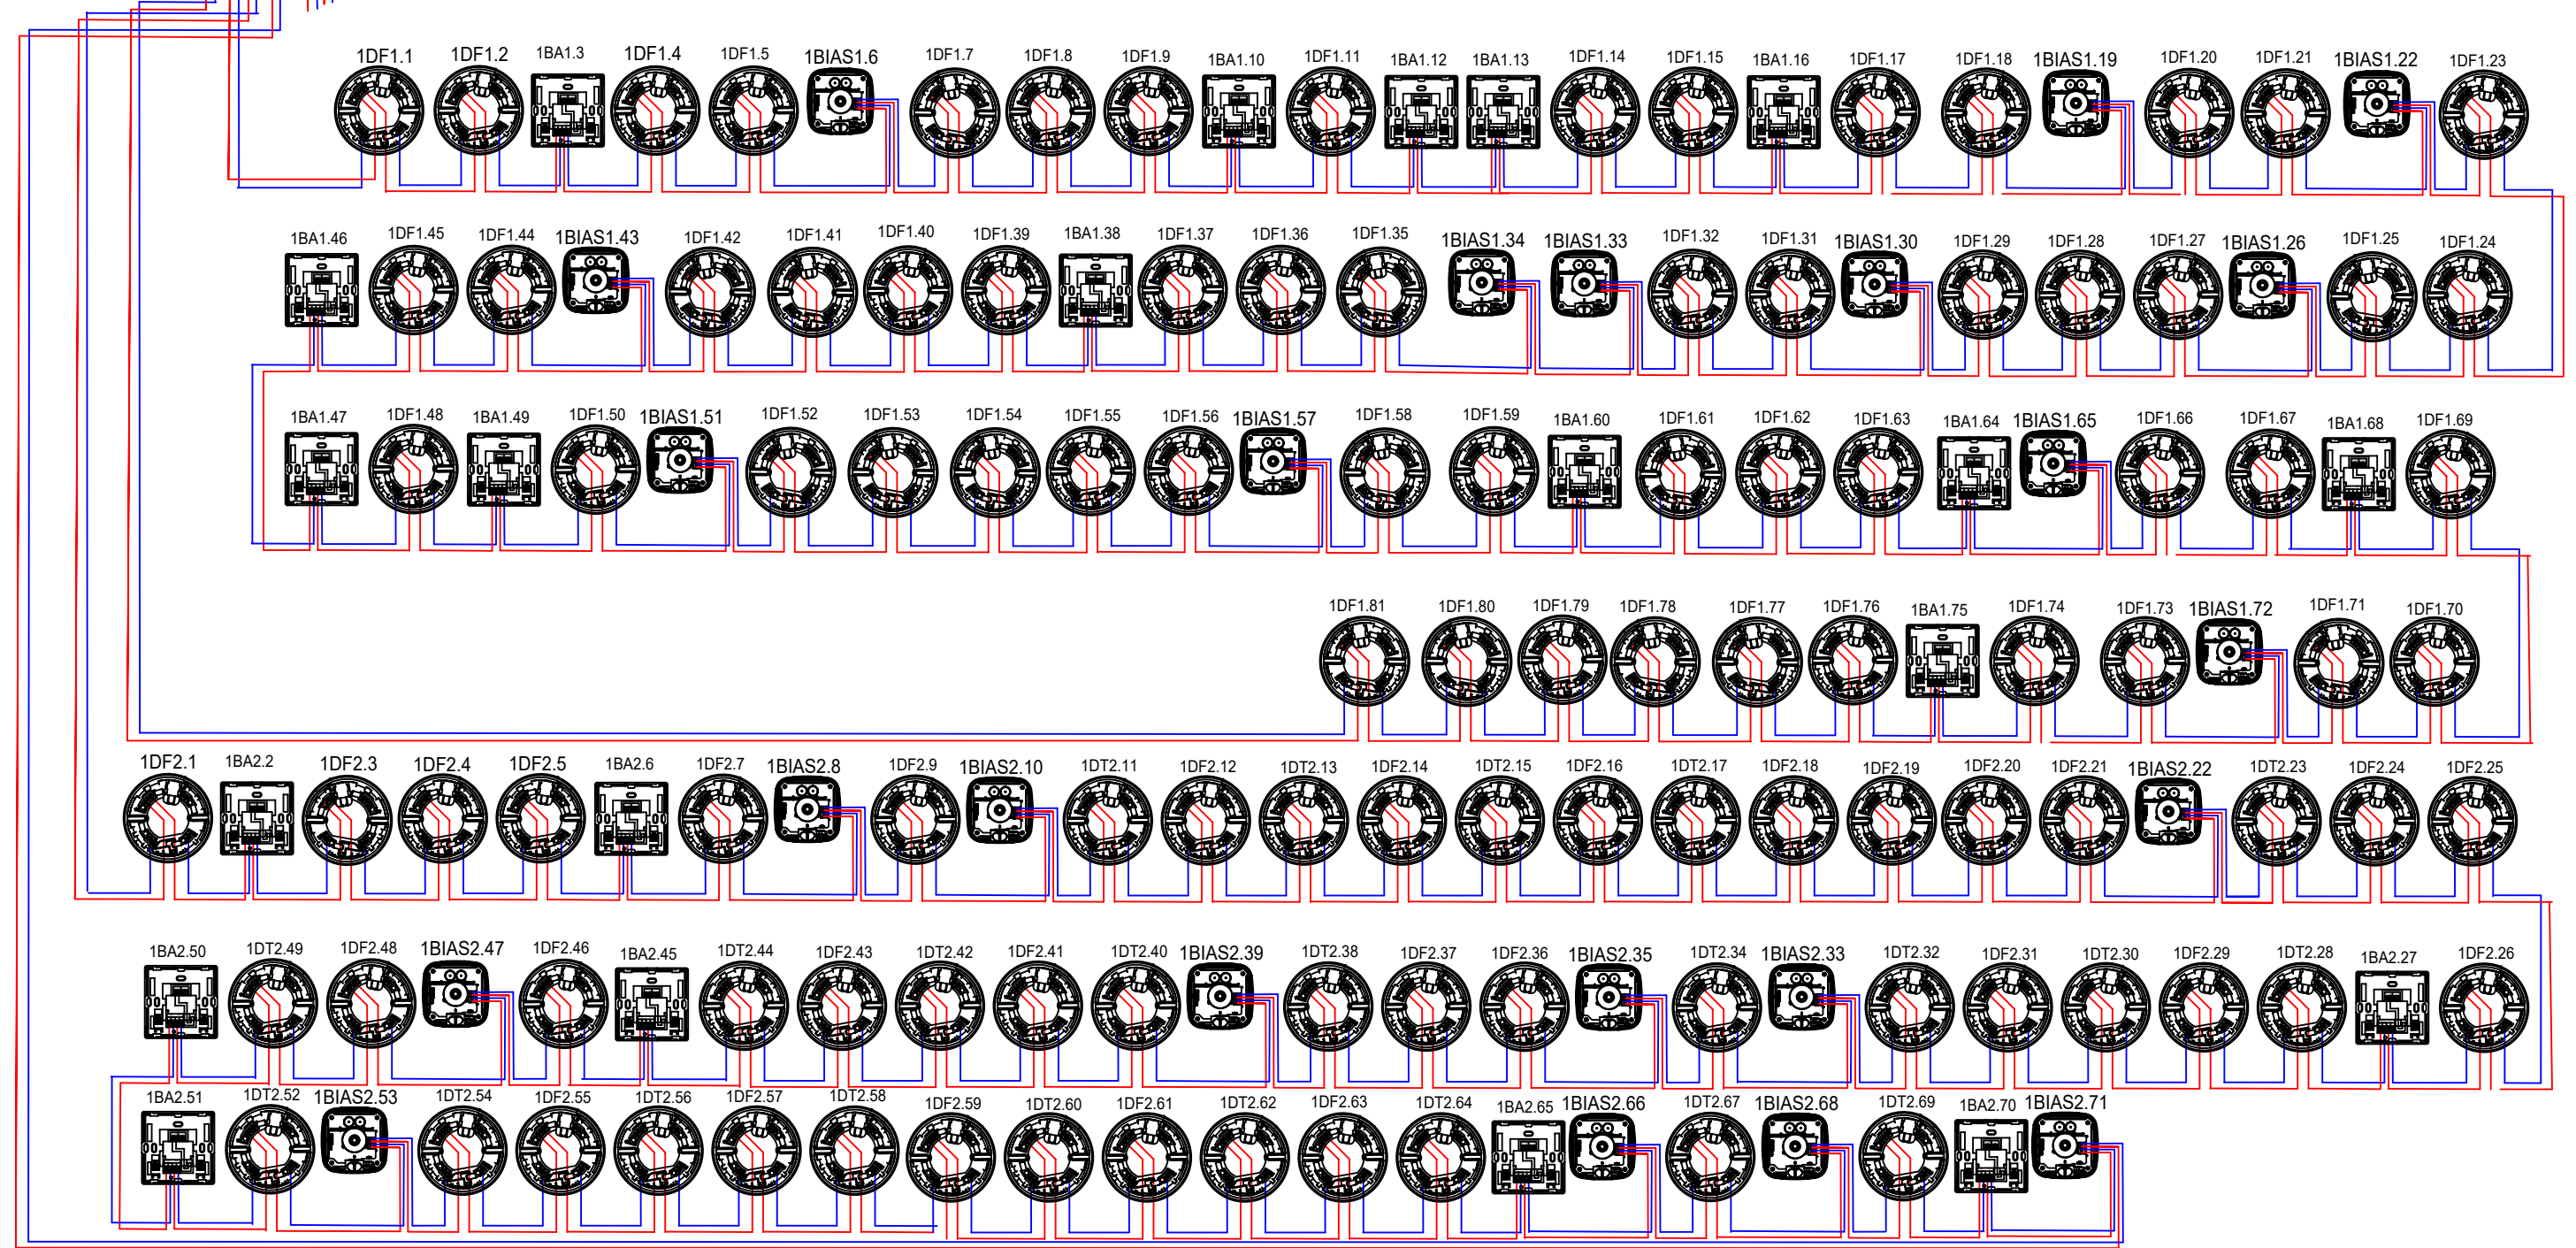 1DF1.1 1DF1.2 1BA1.3 1DF1.4 1DF1.5 1BIAS1.6 1DF1.7 1DF1.8 1DF1.9 1BA1.10 1DF1.11 1BA1.12 1BA1.13 1DF1.14 1DF1.15 1BA1.16 1DF1.17 1DF1.18 1BIAS1.19 1DF1.20 1DF1.21 1BIAS1.22 1DF1.23
1BA1.46 1DF1.45 1DF1.44 1BIAS1.43 1DF1.42 1DF1.41 1DF1.40 1DF1.39 1BA1.38 1DF1.37 1DF1.36 1DF1.35 1BIAS1.34 1BIAS1.33 1DF1.32 1DF1.31 1BIAS1.30 1DF1.29 1DF1.28 1DF1.27 1BIAS1.26 1DF1.25 1DF1.24
1BA1.47 1DF1.48 1BA1.49 1DF1.50 1BIAS1.51 1DF1.52 1DF1.53 1DF1.54 1DF1.55 1DF1.56 1BIAS1.57 1DF1.58 1DF1.59 1BA1.60 1DF1.61 1DF1.62 1DF1.63 1BA1.64 1BIAS1.65 1DF1.66 1DF1.67 1BA1.68 1DF1.69
1DF1.81 1DF1.80 1DF1.79 1DF1.78 1DF1.77 1DF1.76 1BA1.75 1DF1.74 1DF1.73 1BIAS1.72 1DF1.71 1DF1.70
1DF2.1 1BA2.2 1DF2.3 1DF2.4 1DF2.5 1BA2.6 1DF2.7 1BIAS2.8 1DF2.9 1BIAS2.10 1DT2.11 1DF2.12 1DT2.13 1DF2.14 1DT2.15 1DF2.16 1DT2.17 1DF2.18 1DF2.19 1DF2.20 1DF2.21 1BIAS2.22 1DT2.23 1DF2.24 1DF2.25
1BA2.50 1DT2.49 1DF2.48 1BIAS2.47 1DF2.46 1BA2.45 1DT2.44 1DF2.43 1DT2.42 1DF2.41 1DT2.40 1BIAS2.39 1DT2.38 1DF2.37 1DF2.36 1BIAS2.35 1DT2.34 1BIAS2.33 1DT2.32 1DF2.31 1DT2.30 1DF2.29 1DT2.28 1BA2.27 1DF2.26
1BA2.51 1DT2.52 1BIAS2.53 1DT2.54 1DF2.55 1DT2.56 1DF2.57 1DT2.58 1DF2.59 1DT2.60 1DF2.61 1DT2.62 1DF2.63 1DT2.64 1BA2.65 1BIAS2.66 1DT2.67 1BIAS2.68 1DT2.69 1BA2.70 1BIAS2.71